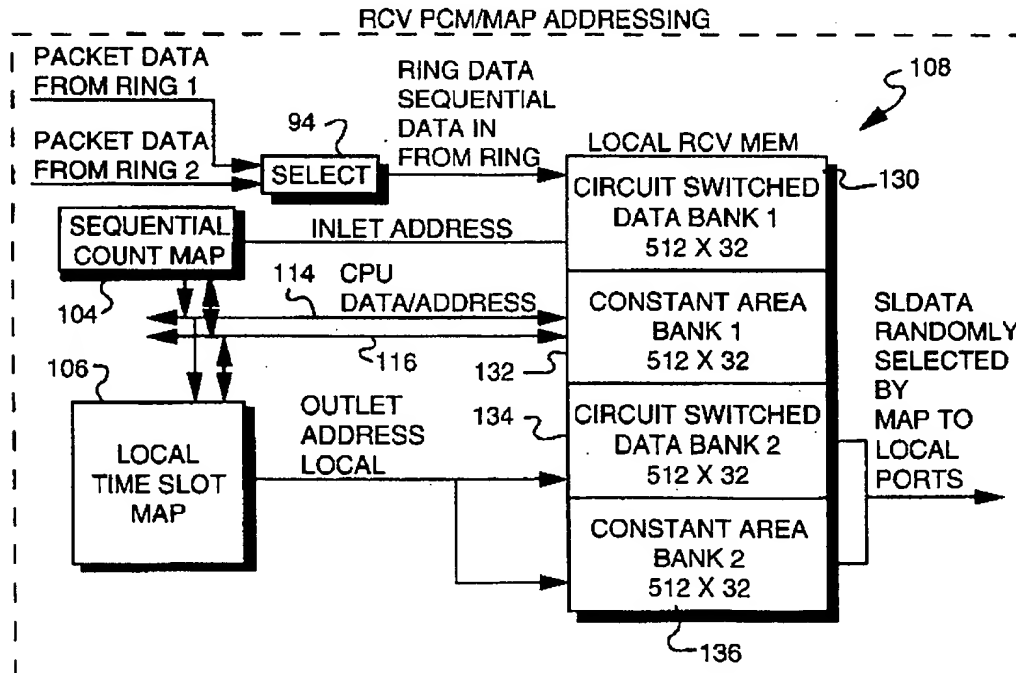 RCV PCM/MAP ADDRESSING
PACKET DATA
FROM RING 1
PACKET DATA
FROM RING 2
94
SELECT
RING DATA
SEQUENTIAL
DATA IN
FROM RING
108
LOCAL RCV MEM
130
CIRCUIT SWITCHED
DATA BANK 1
512 X 32
SEQUENTIAL
COUNT MAP
104
INLET ADDRESS
114
CPU
DATA/ADDRESS
116
CONSTANT AREA
BANK 1
512 X 32
132
106
LOCAL
TIME SLOT
MAP
OUTLET
ADDRESS
LOCAL
134
CIRCUIT SWITCHED
DATA BANK 2
512 X 32
CONSTANT AREA
BANK 2
512 X 32
136
SLDATA
RANDOMLY
SELECTED
BY
MAP TO
LOCAL
PORTS